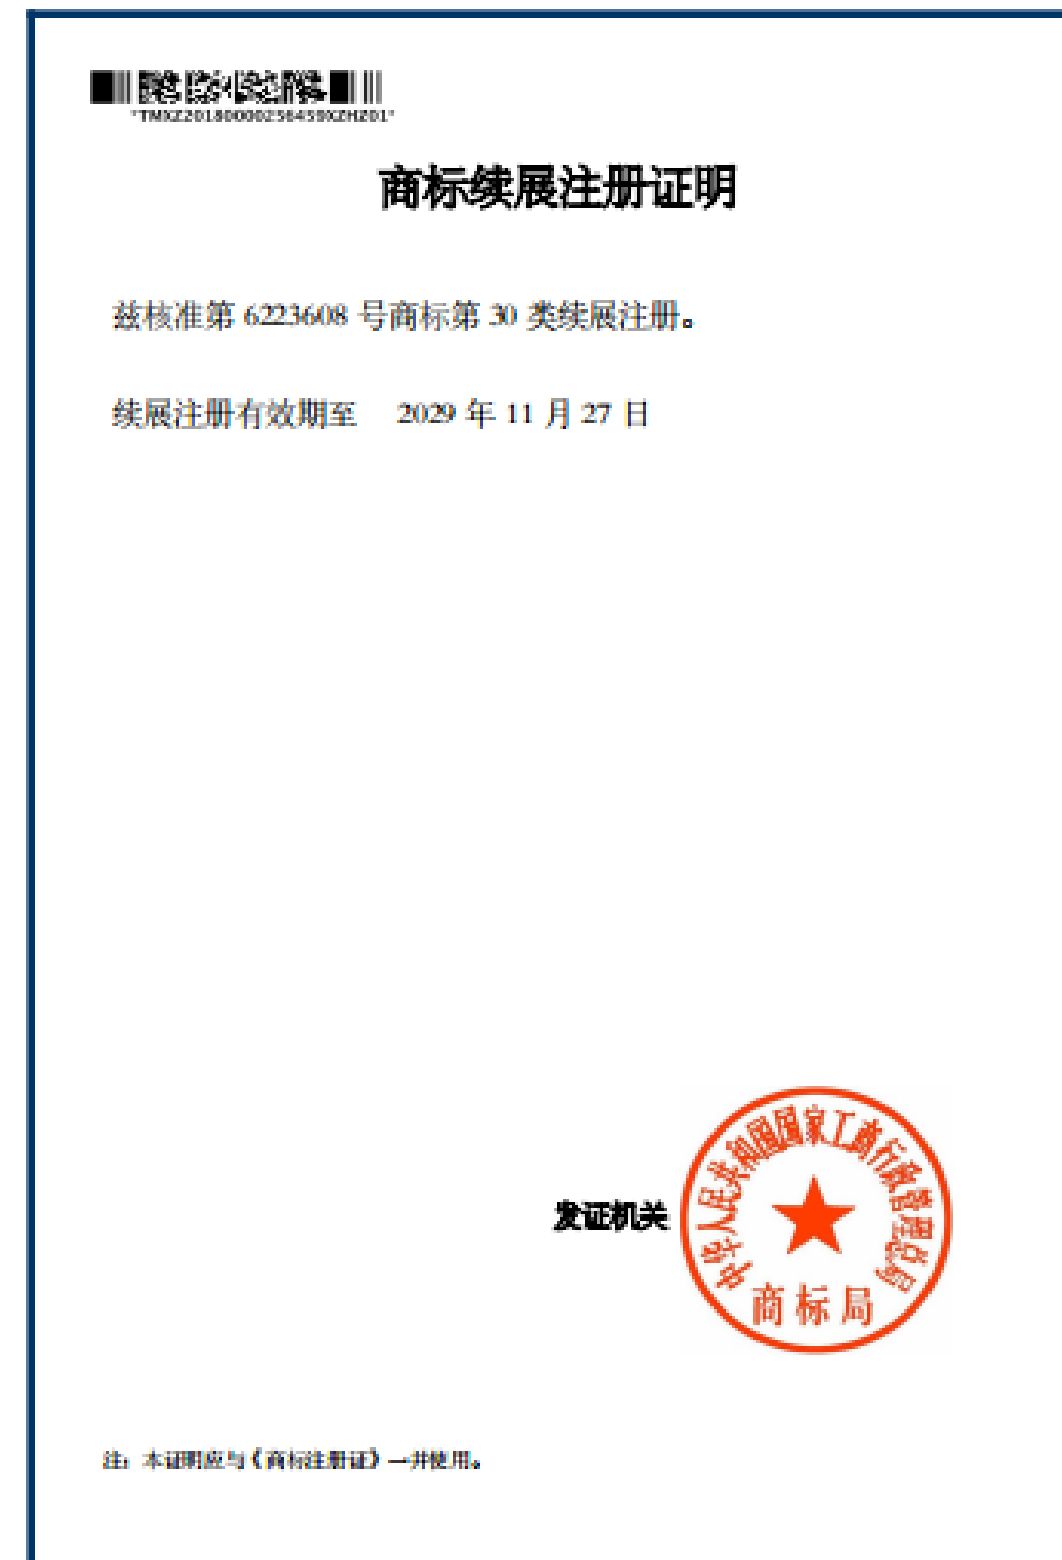 *TMXZ20180000256459XZHZ01*
商标续展注册证明
兹核准第 6223608 号商标第 30 类续展注册。
续展注册有效期至 2029 年 11 月 27 日
发证机关
中华人民共和国国家工商行政管理总局
商标局
注：本证明应与《商标注册证》一并使用。